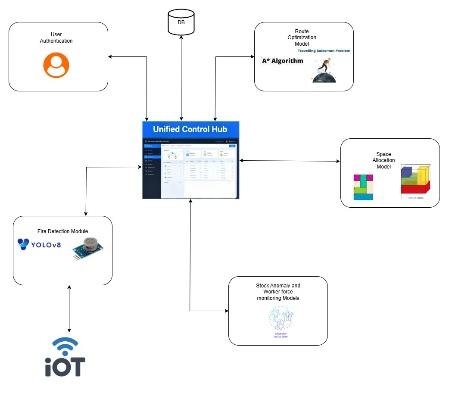 User
Authentication
DB
Route
Optimization
Model
Travelling Salesman Problem
A* Algorithm
Unified Control Hub
Space
Allocation
Model
Fire Detection Module
YOLOv8
Stock Anomaly and
Worker force
monitoring Models
iOT